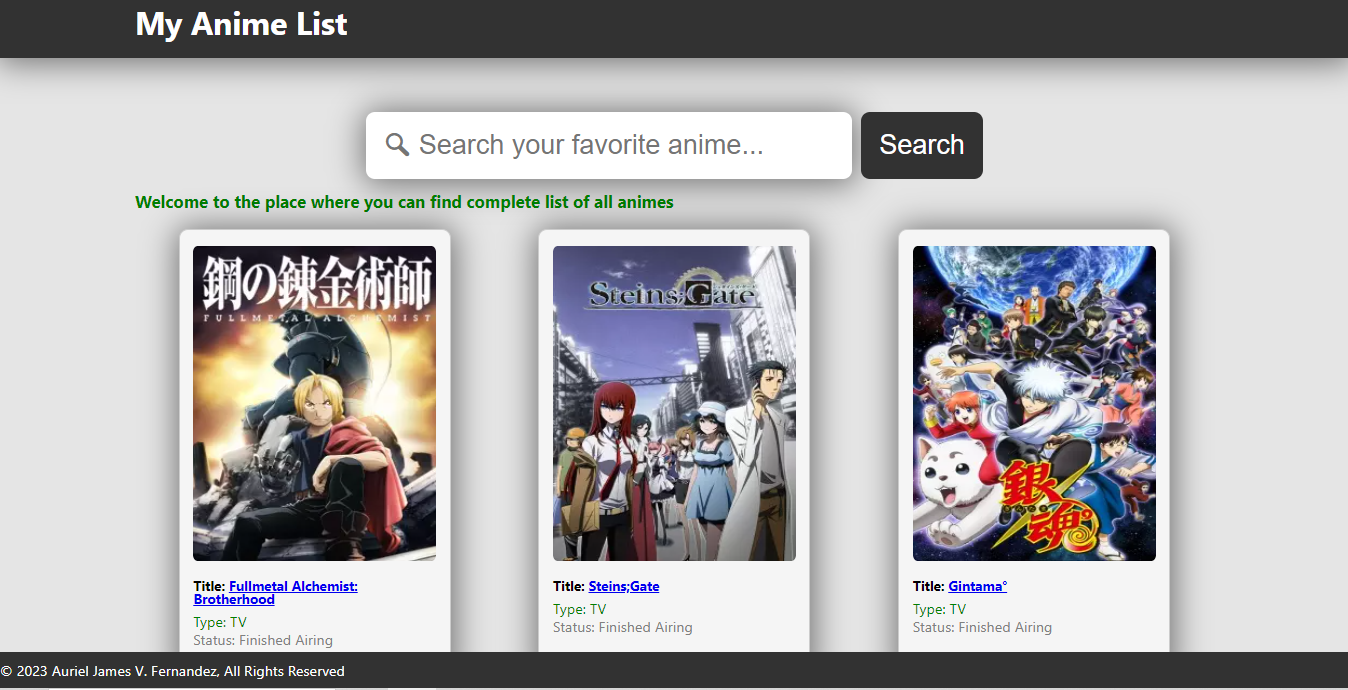 My Anime List
Search your favorite anime...
Search
Welcome to the place where you can find complete list of all animes
鋼の錬金術師
FULLMETAL ALCHEMIST
Steins;Gate
銀魂°
Title: Fullmetal Alchemist:
Brotherhood
Type: TV
Status: Finished Airing
Title: Steins;Gate
Type: TV
Status: Finished Airing
Title: Gintama°
Type: TV
Status: Finished Airing
© 2023 Auriel James V. Fernandez, All Rights Reserved